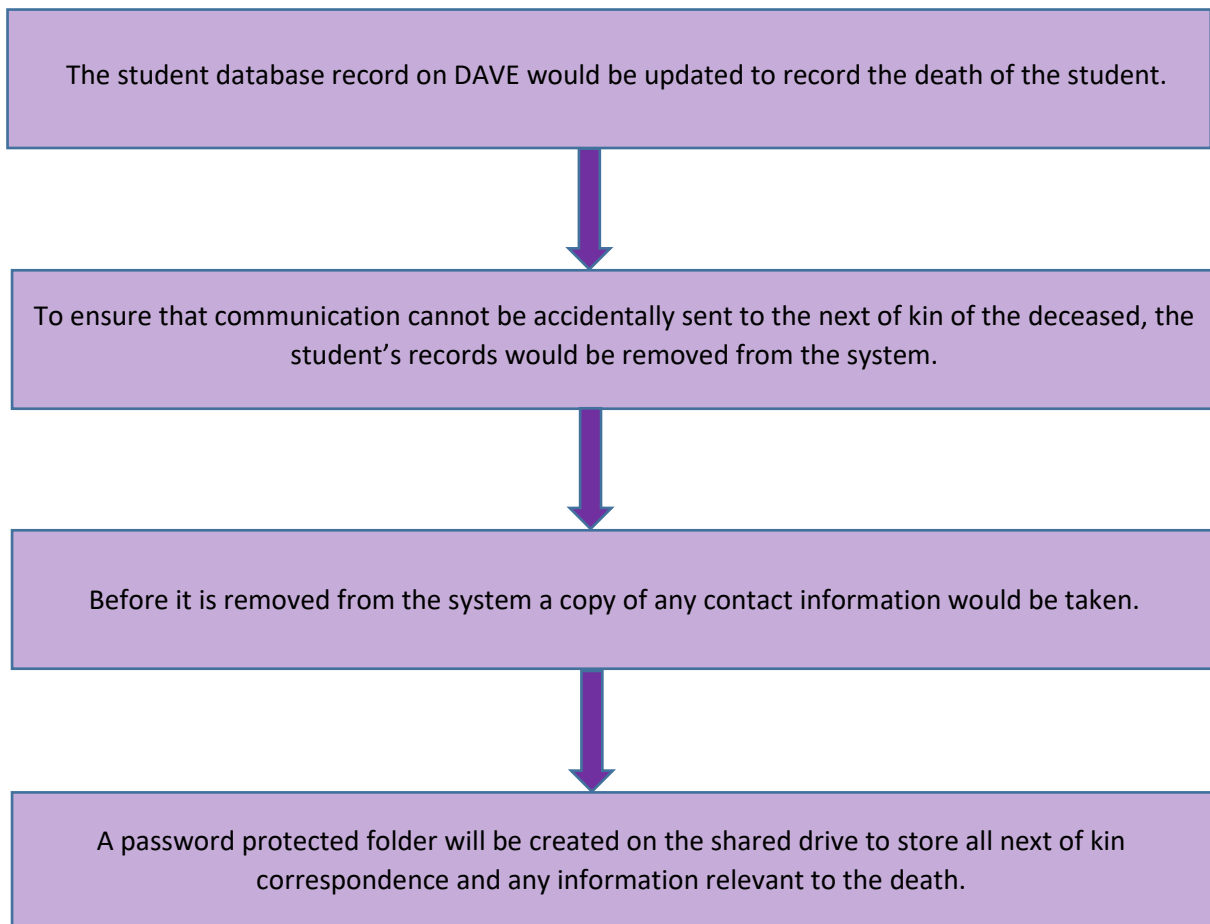 The student database record on DAVE would be updated to record the death of the student.
To ensure that communication cannot be accidentally sent to the next of kin of the deceased, the
student’s records would be removed from the system.
Before it is removed from the system a copy of any contact information would be taken.
A password protected folder will be created on the shared drive to store all next of kin
correspondence and any information relevant to the death.